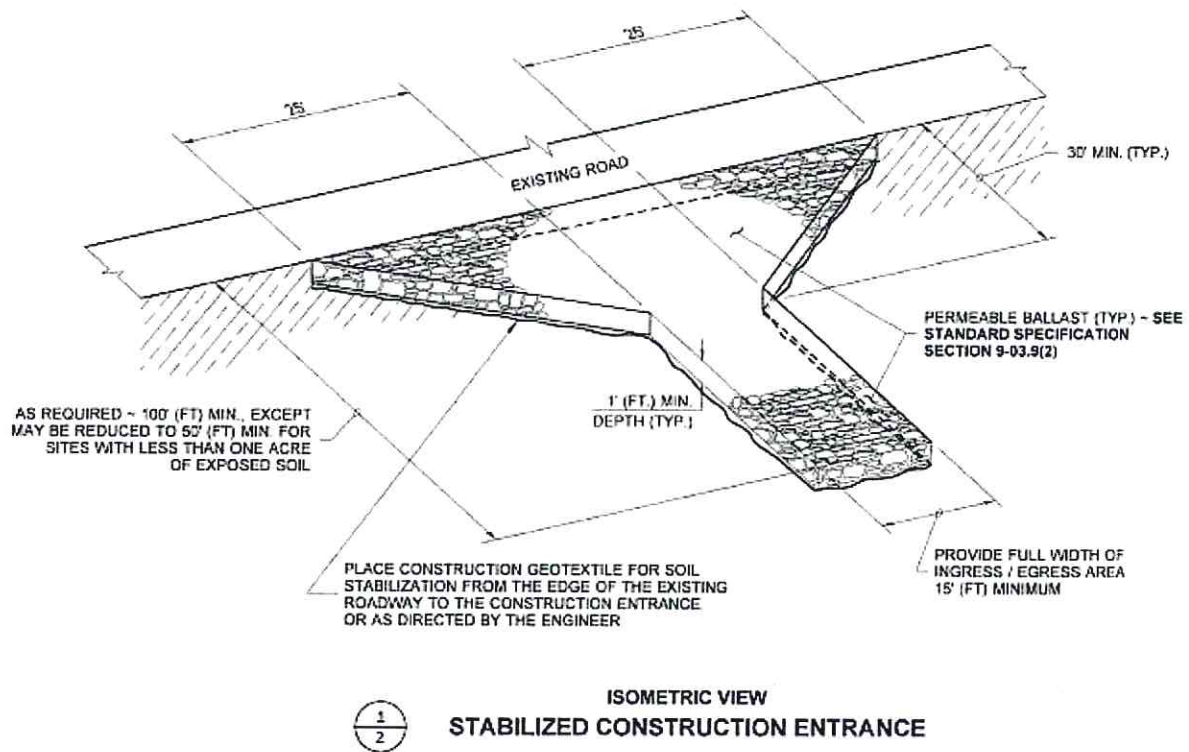 25'
25'
EXISTING ROAD
30' MIN. (TYP.)
PERMEABLE BALLAST (TYP.) ~ SEE
STANDARD SPECIFICATION
SECTION 9-03.9(2)
1' (FT.) MIN.
DEPTH (TYP.)
AS REQUIRED ~ 100' (FT) MIN., EXCEPT
MAY BE REDUCED TO 50' (FT) MIN. FOR
SITES WITH LESS THAN ONE ACRE
OF EXPOSED SOIL
PLACE CONSTRUCTION GEOTEXTILE FOR SOIL
STABILIZATION FROM THE EDGE OF THE EXISTING
ROADWAY TO THE CONSTRUCTION ENTRANCE
OR AS DIRECTED BY THE ENGINEER
PROVIDE FULL WIDTH OF
INGRESS / EGRESS AREA
15' (FT) MINIMUM
1
2
ISOMETRIC VIEW
STABILIZED CONSTRUCTION ENTRANCE